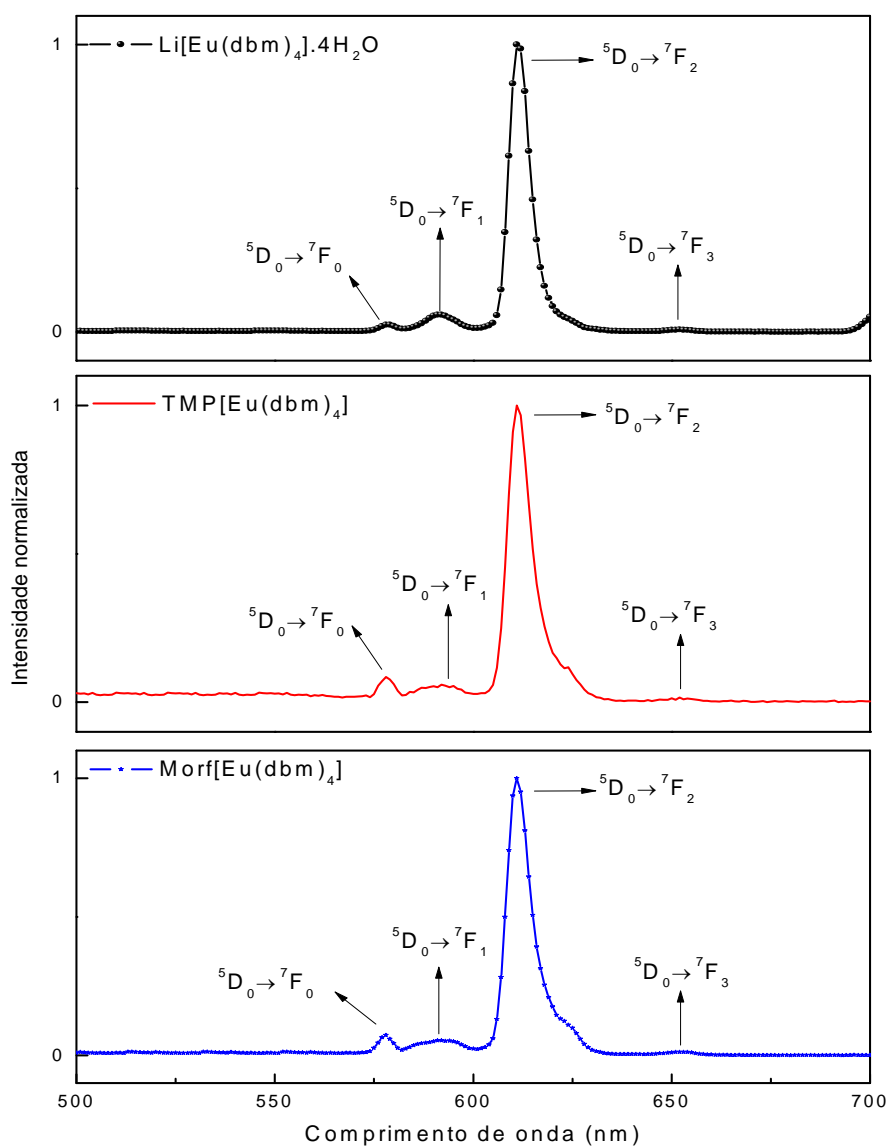 Li[Eu(dbm)₄].4H₂O
1
⁵D₀→⁷F₂
⁵D₀→⁷F₁
⁵D₀→⁷F₀
⁵D₀→⁷F₃
0
TMP[Eu(dbm)₄]
1
⁵D₀→⁷F₂
⁵D₀→⁷F₁
⁵D₀→⁷F₀
⁵D₀→⁷F₃
0
Intensidade normalizada
Morf[Eu(dbm)₄]
1
⁵D₀→⁷F₂
⁵D₀→⁷F₁
⁵D₀→⁷F₀
⁵D₀→⁷F₃
0
500 550 600 650 700
Comprimento de onda (nm)